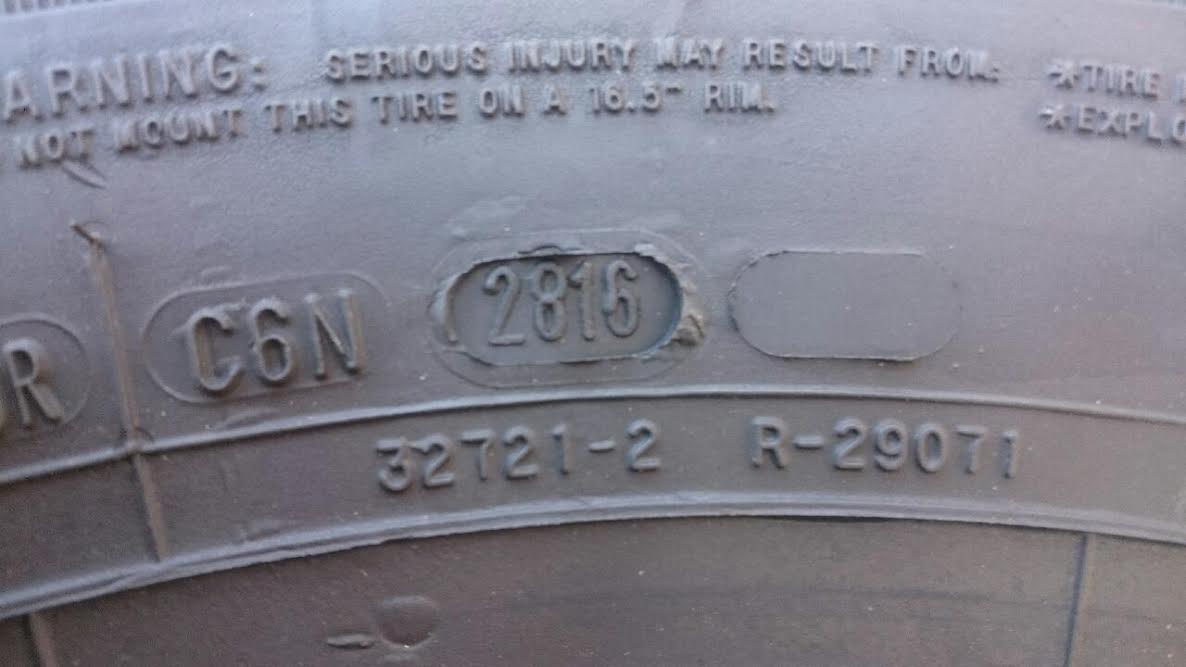 ARNING: SERIOUS INJURY MAY RESULT FROM: *TIRE
NOT MOUNT THIS TIRE ON A 16.5" RIM. *EXPLO
R C6N 2816
32721-2 R-29071